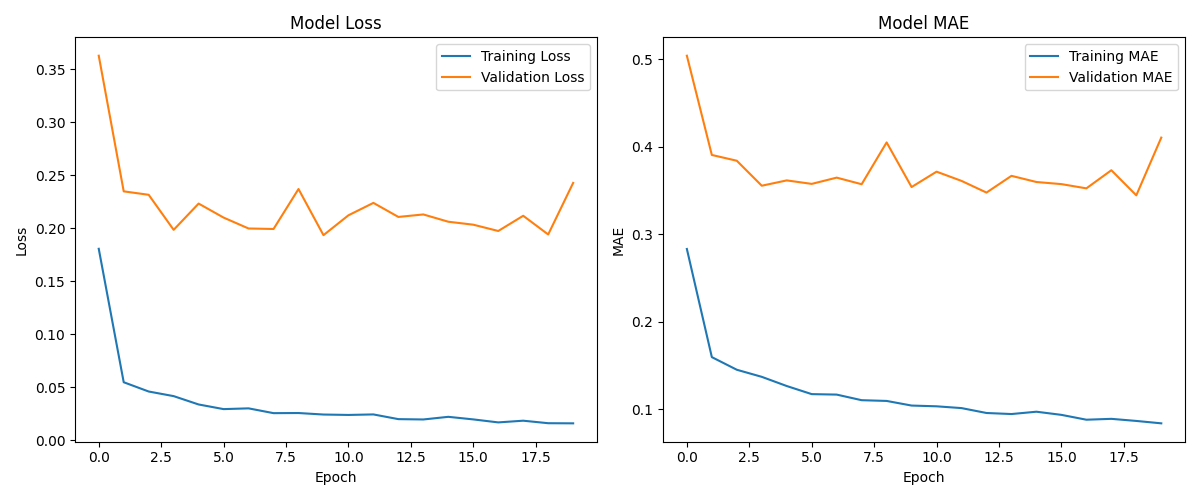 Model Loss
Training Loss
Validation Loss
0.35
0.30
0.25
0.20
0.15
0.10
0.05
0.00
Loss
0.0 2.5 5.0 7.5 10.0 12.5 15.0 17.5
Epoch
Model MAE
Training MAE
Validation MAE
0.5
0.4
0.3
0.2
0.1
MAE
0.0 2.5 5.0 7.5 10.0 12.5 15.0 17.5
Epoch